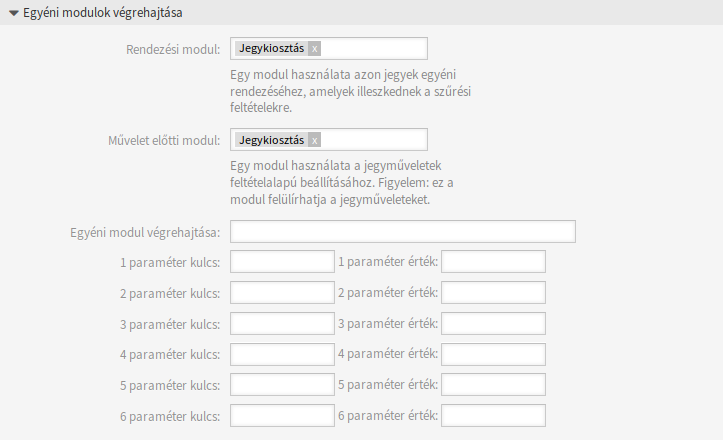 Egyéni modulok végrehajtása
Rendezési modul: Jegykiosztás x
Egy modul használata azon jegyek egyéni
rendezéséhez, amelyek illeszkednek a szűrési
feltételekre.
Művelet előtti modul: Jegykiosztás x
Egy modul használata a jegyműveletek
feltételalapú beállításához. Figyelem: ez a
modul felülírhatja a jegyműveleteket.
Egyéni modul végrehajtása:
1 paraméter kulcs: 1 paraméter érték:
2 paraméter kulcs: 2 paraméter érték:
3 paraméter kulcs: 3 paraméter érték:
4 paraméter kulcs: 4 paraméter érték:
5 paraméter kulcs: 5 paraméter érték:
6 paraméter kulcs: 6 paraméter érték: